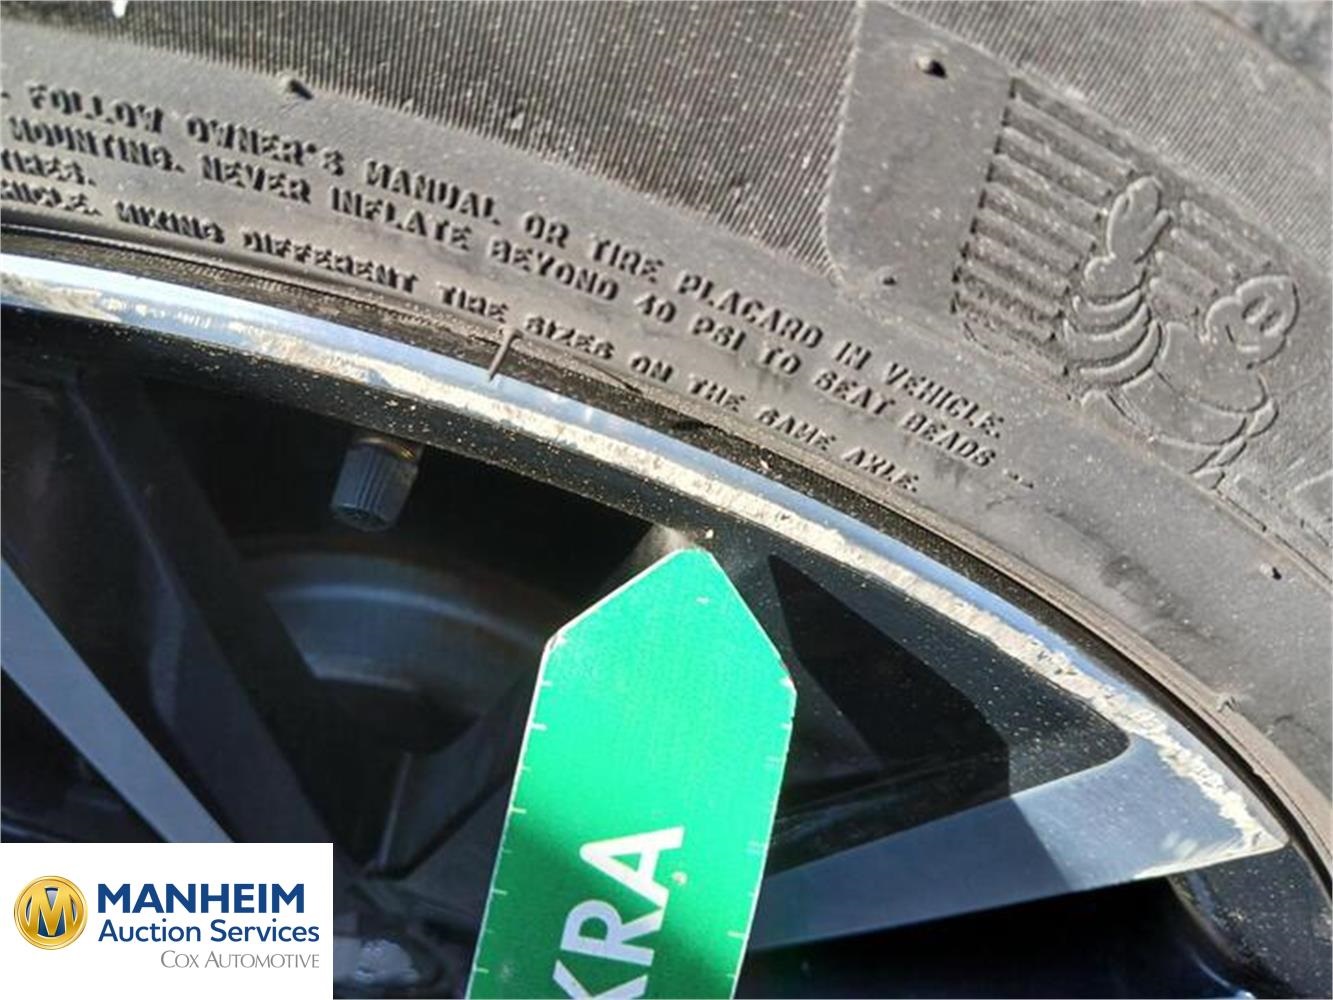 FOLLOW OWNER'S MANUAL OR TIRE PLACARD IN VEHICLE.
MOUNTING. NEVER INFLATE BEYOND 40 PSI TO SEAT BEADS
TIRES.
MIXING DIFFERENT TIRE SIZES ON THE SAME AXLE.
KRA
MANHEIM
Auction Services
COX AUTOMOTIVE